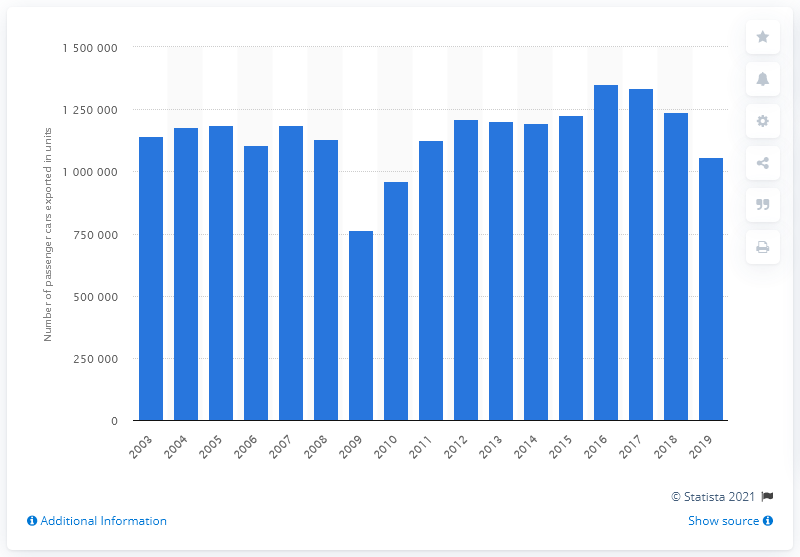 Number of passenger cars exported in units
1 500 000
1 250 000
1 000 000
750 000
500 000
250 000
0
2003 2004 2005 2006 2007 2008 2009 2010 2011 2012 2013 2014 2015 2016 2017 2018 2019
© Statista 2021
Additional Information
Show source